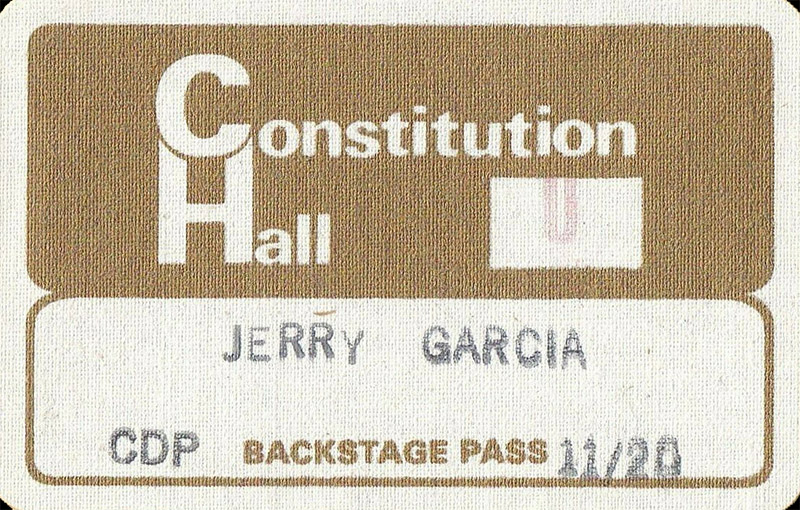 Constitution
Hall
U
JERRY GARCIA
CDP BACKSTAGE PASS 11/20